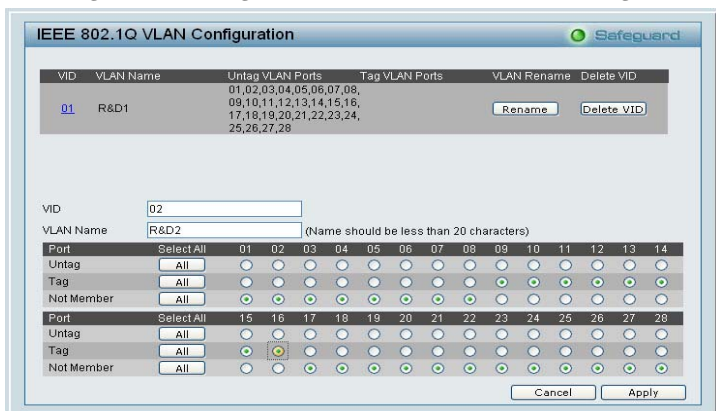 IEEE 802.1Q VLAN Configuration Safeguard
VID VLAN Name Untag VLAN Ports Tag VLAN Ports VLAN Rename Delete VID
01,02,03,04,05,06,07,08,
09,10,11,12,13,14,15,16,
01 R&D1 Rename Delete VID
17,18,19,20,21,22,23,24,
25,26,27,28
VID 02
VLAN Name R&D2 (Name should be less than 20 characters)
Port Select All 01 02 03 04 05 06 07 08 09 10 11 12 13 14
Untag All
Tag All
Not Member All
Port Select All 15 16 17 18 19 20 21 22 23 24 25 26 27 28
Untag All
Tag All
Not Member All
Cancel Apply